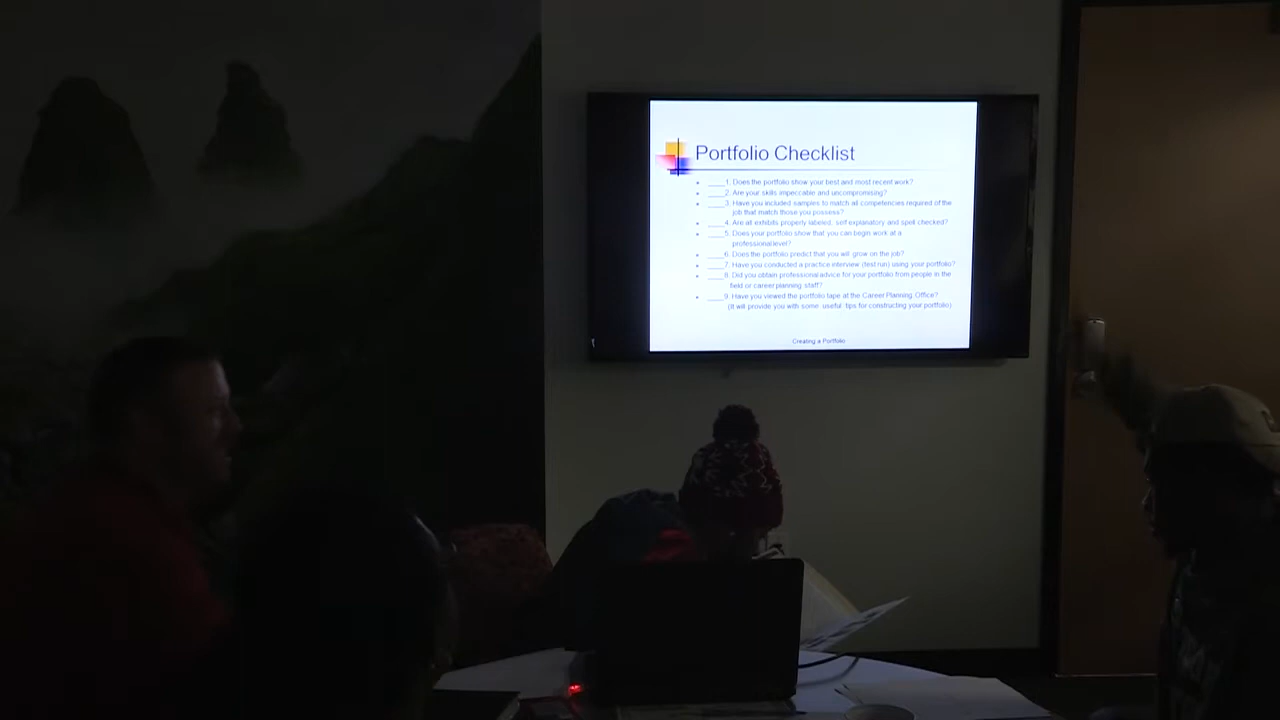 Portfolio Checklist
____1. Does the portfolio show your best and most recent work?
____2. Are your skills impeccable and uncompromising?
____3. Have you included samples to match all competencies required of the
job that match those you possess?
____4. Are all exhibits properly labeled, self explanatory and spell checked?
____5. Does your portfolio show that you can begin work at a
professional level?
____6. Does the portfolio predict that you will grow on the job?
____7. Have you conducted a practice interview (test run) using your portfolio?
____8. Did you obtain professional advice for your portfolio from people in the
field or career planning staff?
____9. Have you viewed the portfolio tape at the Career Planning Office?
(It will provide you with some useful tips for constructing your portfolio)
Creating a Portfolio